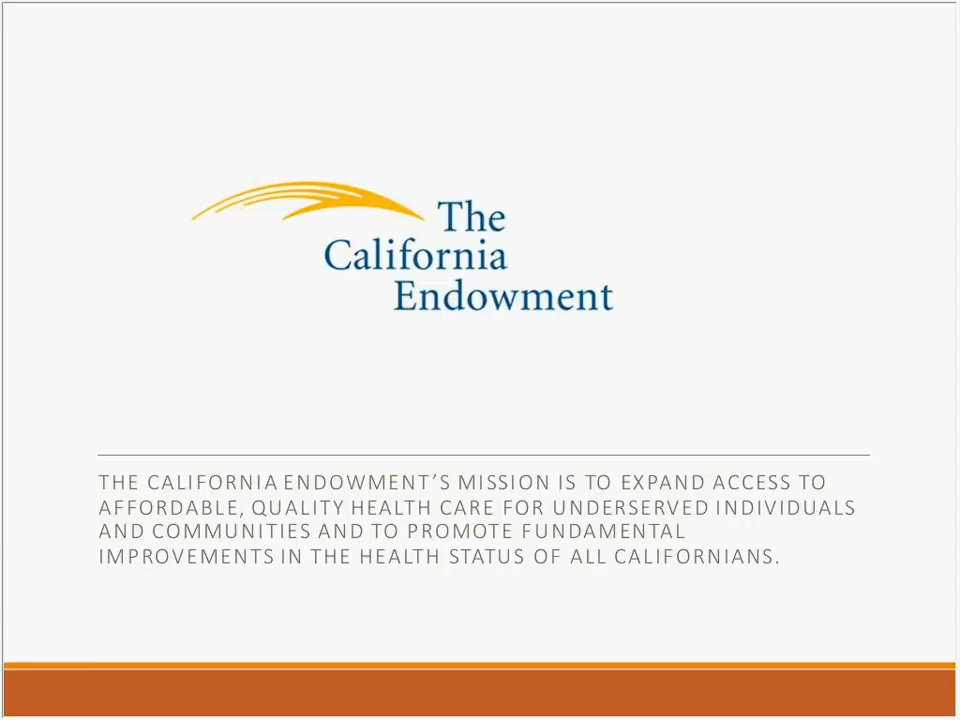 The
California
Endowment
THE CALIFORNIA ENDOWMENT’S MISSION IS TO EXPAND ACCESS TO
AFFORDABLE, QUALITY HEALTH CARE FOR UNDERSERVED INDIVIDUALS
AND COMMUNITIES AND TO PROMOTE FUNDAMENTAL
IMPROVEMENTS IN THE HEALTH STATUS OF ALL CALIFORNIANS.